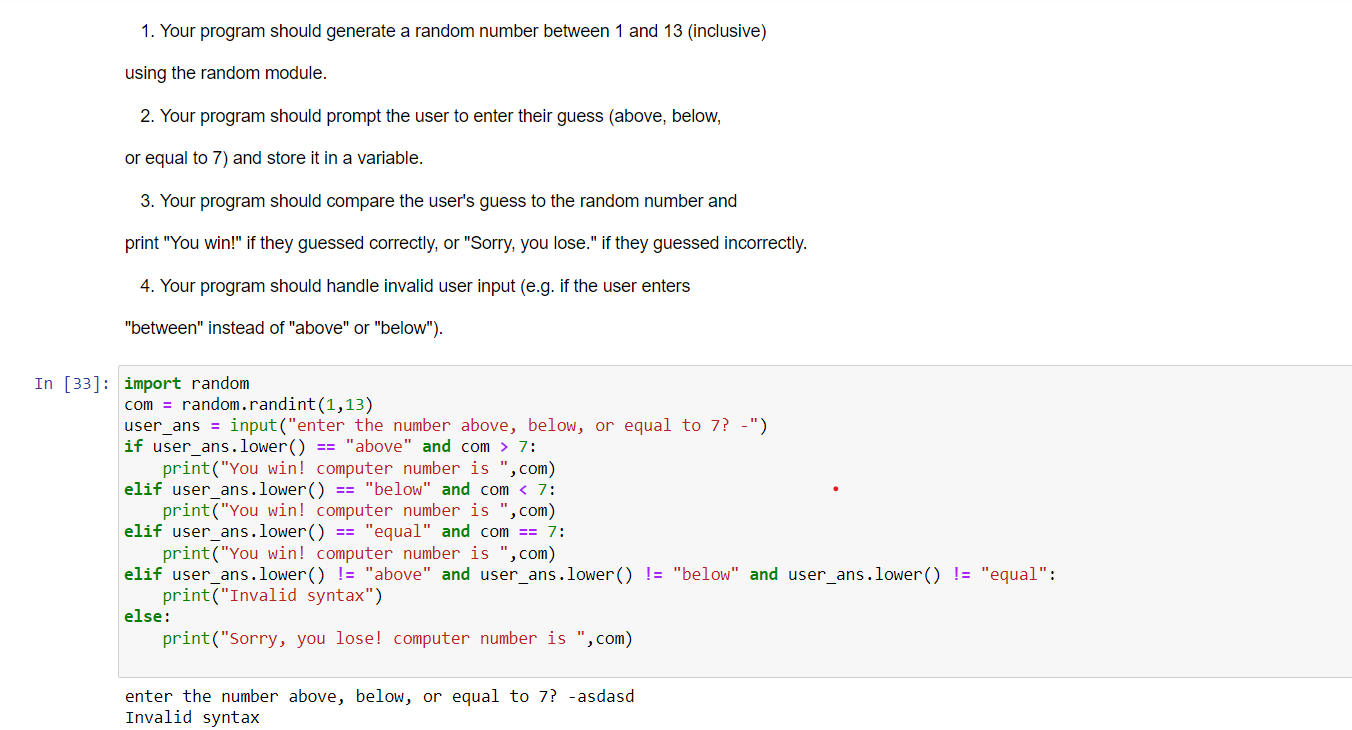 1. Your program should generate a random number between 1 and 13 (inclusive)
using the random module.
2. Your program should prompt the user to enter their guess (above, below,
or equal to 7) and store it in a variable.
3. Your program should compare the user's guess to the random number and
print "You win!" if they guessed correctly, or "Sorry, you lose." if they guessed incorrectly.
4. Your program should handle invalid user input (e.g. if the user enters
"between" instead of "above" or "below").
In [33]: import random
com = random.randint(1,13)
user_ans = input("enter the number above, below, or equal to 7? -")
if user_ans.lower() == "above" and com > 7:
    print("You win! computer number is ",com)
elif user_ans.lower() == "below" and com < 7:
    print("You win! computer number is ",com)
elif user_ans.lower() == "equal" and com == 7:
    print("You win! computer number is ",com)
elif user_ans.lower() != "above" and user_ans.lower() != "below" and user_ans.lower() != "equal":
    print("Invalid syntax")
else:
    print("Sorry, you lose! computer number is ",com)
enter the number above, below, or equal to 7? -asdasd
Invalid syntax